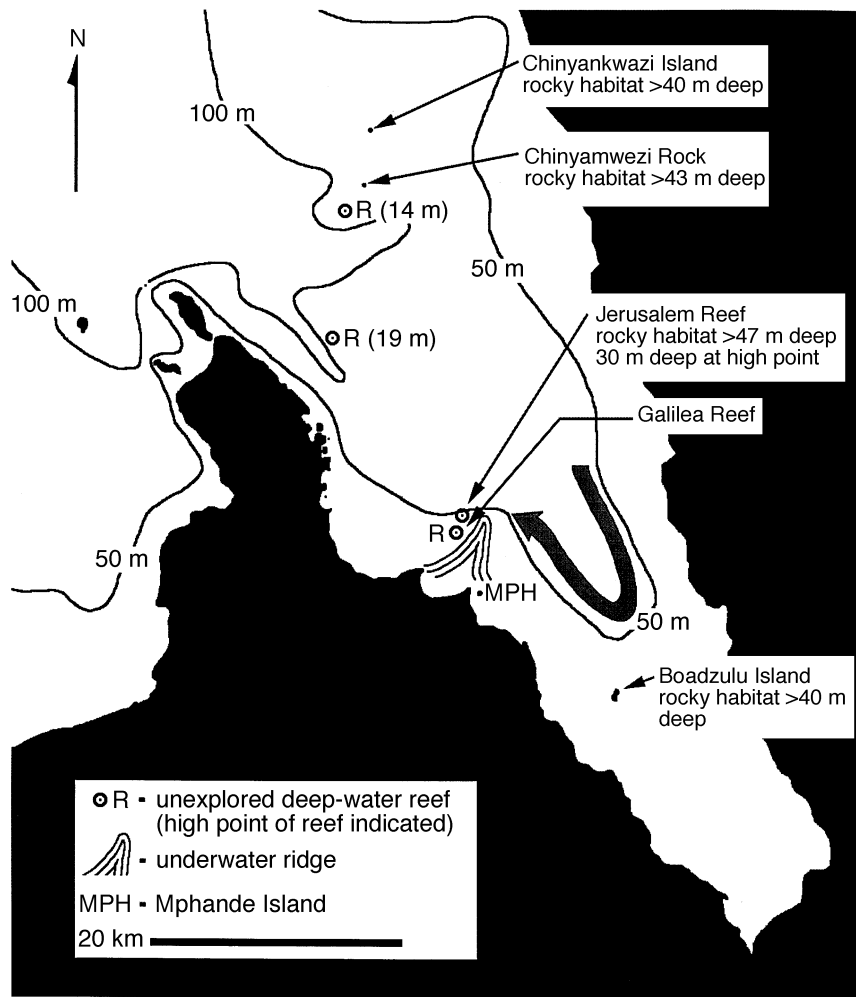 N
Chinyankwazi Island
rocky habitat >40 m deep
100 m
Chinyamwezi Rock
rocky habitat >43 m deep
R (14 m)
50 m
100 m
Jerusalem Reef
rocky habitat >47 m deep
30 m deep at high point
R (19 m)
Galilea Reef
R
50 m
MPH
50 m
Boadzulu Island
rocky habitat >40 m
deep
R - unexplored deep-water reef
(high point of reef indicated)
- underwater ridge
MPH - Mphande Island
20 km